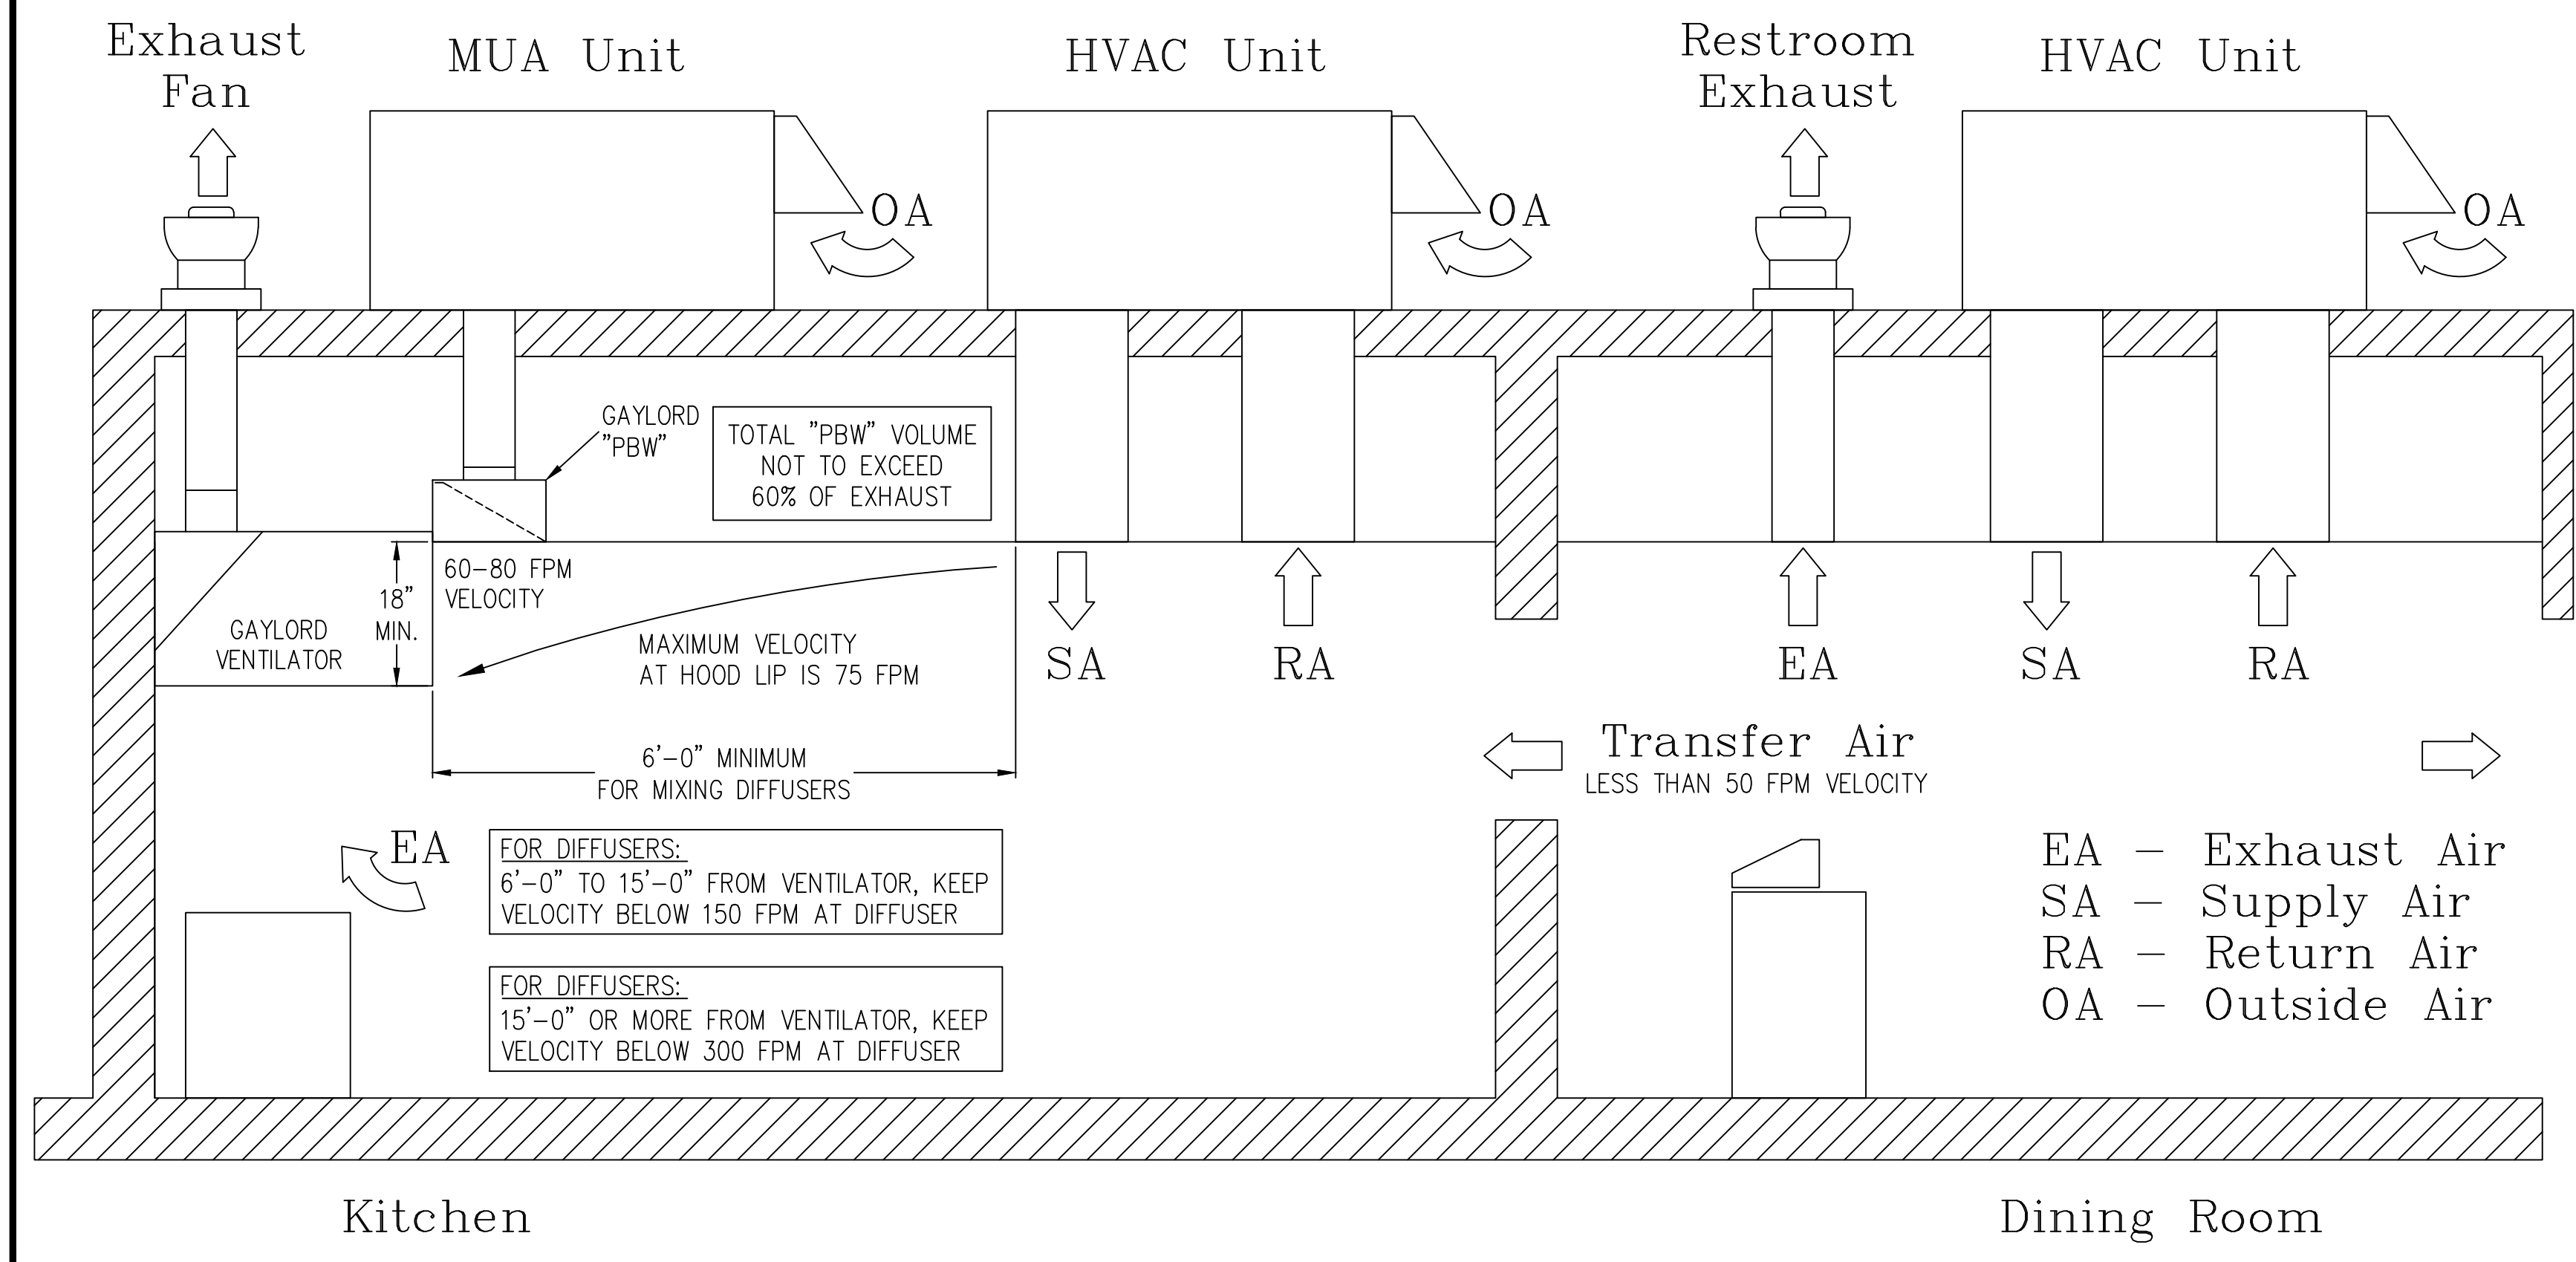 Exhaust
Fan
MUA Unit
HVAC Unit
Restroom
Exhaust
HVAC Unit
OA
OA
OA
GAYLORD
"PBW"
TOTAL "PBW" VOLUME
NOT TO EXCEED
60% OF EXHAUST
60-80 FPM
VELOCITY
18"
MIN.
GAYLORD
VENTILATOR
MAXIMUM VELOCITY
AT HOOD LIP IS 75 FPM
SA
RA
EA
SA
RA
6'-0" MINIMUM
FOR MIXING DIFFUSERS
Transfer Air
LESS THAN 50 FPM VELOCITY
EA
FOR DIFFUSERS:
6'-0" TO 15'-0" FROM VENTILATOR, KEEP
VELOCITY BELOW 150 FPM AT DIFFUSER
FOR DIFFUSERS:
15'-0" OR MORE FROM VENTILATOR, KEEP
VELOCITY BELOW 300 FPM AT DIFFUSER
EA - Exhaust Air
SA - Supply Air
RA - Return Air
OA - Outside Air
Kitchen
Dining Room